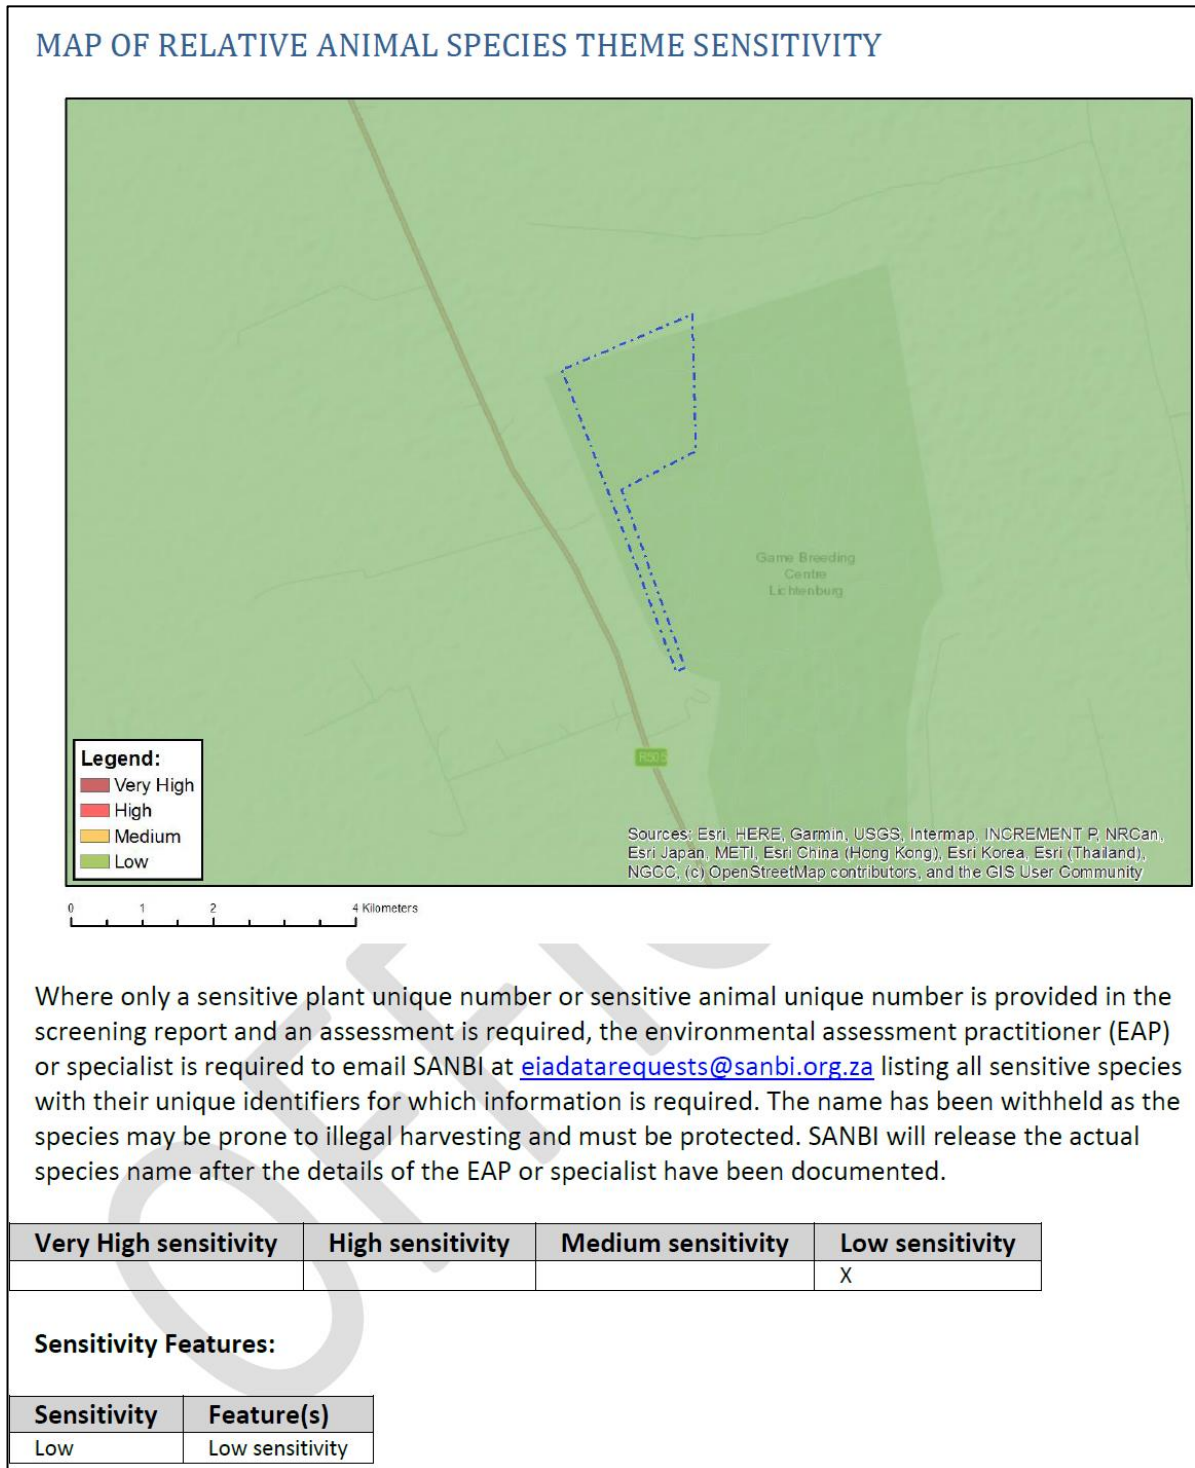 MAP OF RELATIVE ANIMAL SPECIES THEME SENSITIVITY
Game Breeding
Centre
Lichtenburg
R505
Legend:
Very High
High
Medium
Low
Sources: Esri, HERE, Garmin, USGS, Intermap, INCREMENT P, NRCan,
Esri Japan, METI, Esri China (Hong Kong), Esri Korea, Esri (Thailand),
NGCC, (c) OpenStreetMap contributors, and the GIS User Community
0 1 2 4 Kilometers
Where only a sensitive plant unique number or sensitive animal unique number is provided in the
screening report and an assessment is required, the environmental assessment practitioner (EAP)
or specialist is required to email SANBI at eiadatarequests@sanbi.org.za listing all sensitive species
with their unique identifiers for which information is required. The name has been withheld as the
species may be prone to illegal harvesting and must be protected. SANBI will release the actual
species name after the details of the EAP or specialist have been documented.
Very High sensitivity High sensitivity Medium sensitivity Low sensitivity
X
Sensitivity Features:
Sensitivity Feature(s)
Low Low sensitivity